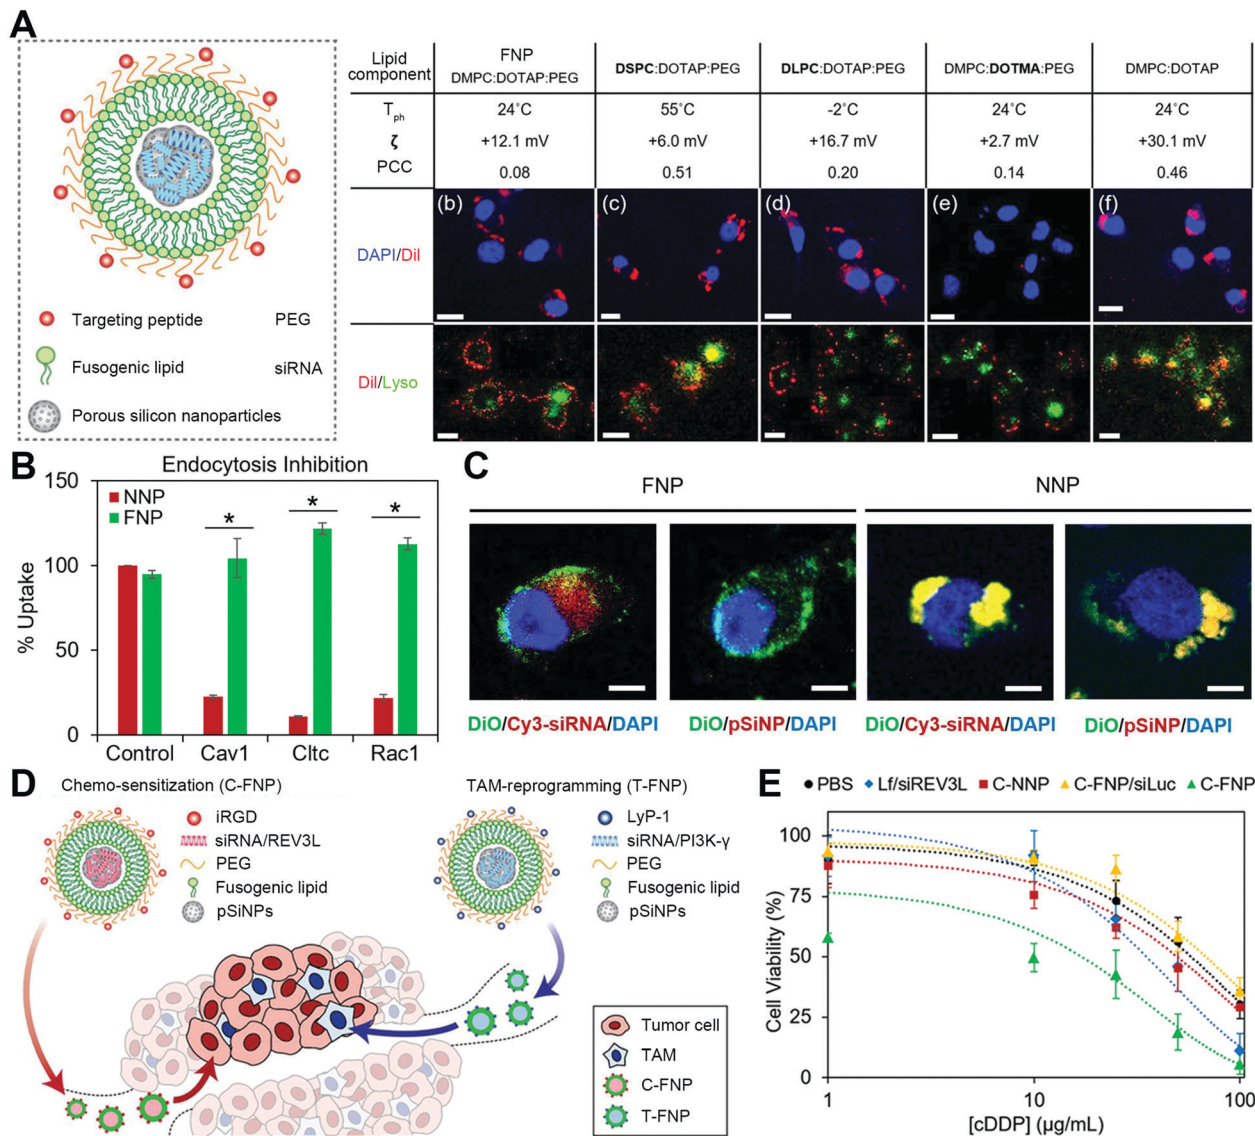 A
Targeting peptide
PEG
Fusogenic lipid
siRNA
Porous silicon nanoparticles
Lipid component
FNP
DMPC:DOTAP:PEG
DSPC:DOTAP:PEG
DLPC:DOTAP:PEG
DMPC:DOTMA:PEG
DMPC:DOTAP
Tph
24˚C
55˚C
-2˚C
24˚C
24˚C
ζ
+12.1 mV
+6.0 mV
+16.7 mV
+2.7 mV
+30.1 mV
PCC
0.08
0.51
0.20
0.14
0.46
DAPI/DiI
(b)
(c)
(d)
(e)
(f)
DiI/Lyso
B
Endocytosis Inhibition
NNP
FNP
% Uptake
150
100
50
0
*
*
*
Control
Cav1
Cltc
Rac1
C
FNP
NNP
DiO/Cy3-siRNA/DAPI
DiO/pSiNP/DAPI
DiO/Cy3-siRNA/DAPI
DiO/pSiNP/DAPI
D
Chemo-sensitization (C-FNP)
iRGD
siRNA/REV3L
PEG
Fusogenic lipid
pSiNPs
TAM-reprogramming (T-FNP)
LyP-1
siRNA/PI3K-γ
PEG
Fusogenic lipid
pSiNPs
Tumor cell
TAM
C-FNP
T-FNP
E
PBS
Lf/siREV3L
C-NNP
C-FNP/siLuc
C-FNP
Cell Viability (%)
100
75
50
25
0
1
10
100
[cDDP] (µg/mL)